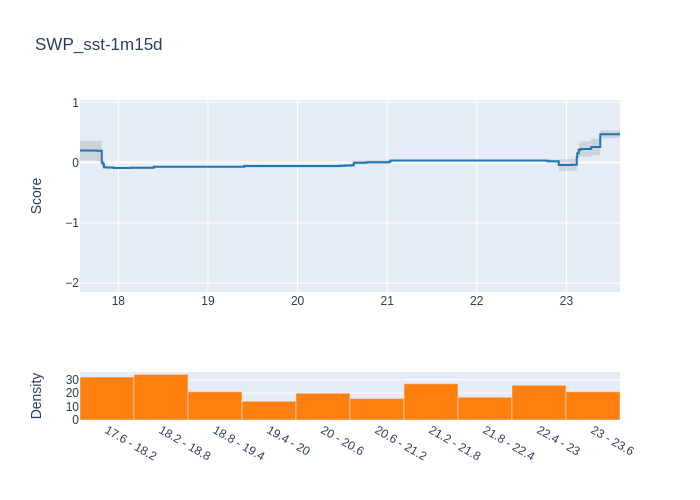 SWP_sst-1m15d
Score
1
0
−1
−2
18 19 20 21 22 23
Density
30
20
10
0
17.6 - 18.2
18.2 - 18.8
18.8 - 19.4
19.4 - 20
20 - 20.6
20.6 - 21.2
21.2 - 21.8
21.8 - 22.4
22.4 - 23
23 - 23.6